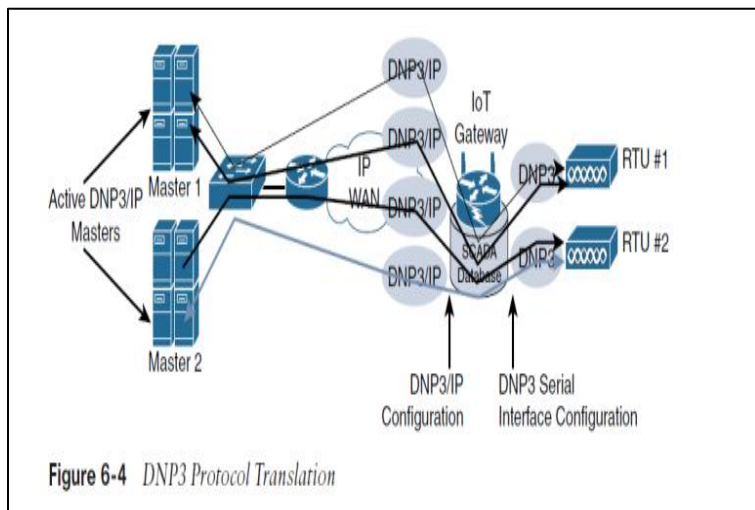 DNP3/IP
IoT
Gateway
DNP3/IP
DNP3
RTU #1
IP
WAN
Master 1
Active DNP3/IP
Masters
DNP3/IP
SCADA
Database
DNP3
RTU #2
DNP3/IP
Master 2
DNP3/IP
Configuration
DNP3 Serial
Interface Configuration
Figure 6-4 DNP3 Protocol Translation